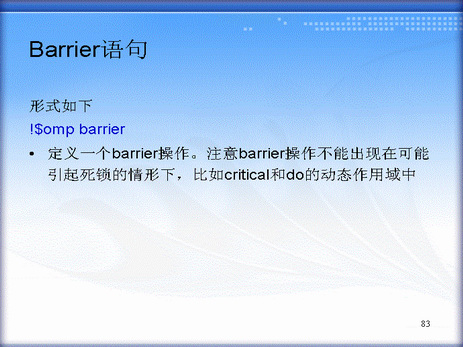 Barrier语句
形式如下
!$omp barrier
• 定义一个barrier操作。注意barrier操作不能出现在可能
引起死锁的情形下，比如critical和do的动态作用域中
83